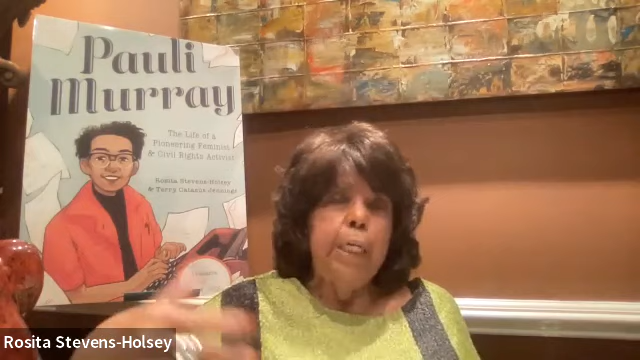 Pauli
Murray
The Life of a
Pioneering Feminist
& Civil Rights Activist
Rosita Stevens-Holsey
& Terry Catasús Jennings
Rosita Stevens-Holsey